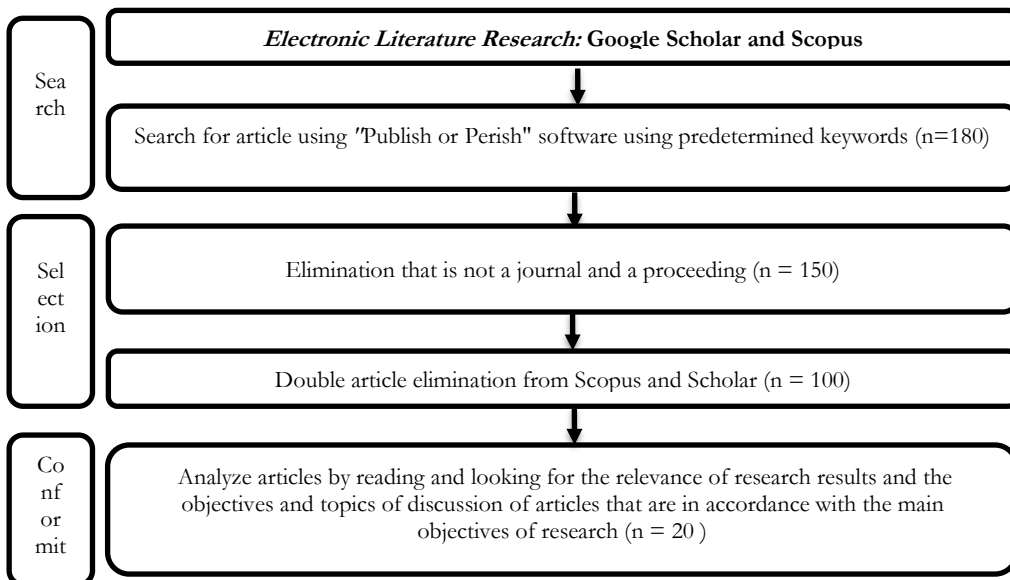 Sea
rch
Electronic Literature Research: Google Scholar and Scopus
Search for article using "Publish or Perish" software using predetermined keywords (n=180)
Sel
ect
ion
Elimination that is not a journal and a proceeding (n = 150)
Double article elimination from Scopus and Scholar (n = 100)
Co
nf
or
mit
Analyze articles by reading and looking for the relevance of research results and the
objectives and topics of discussion of articles that are in accordance with the main
objectives of research (n = 20 )